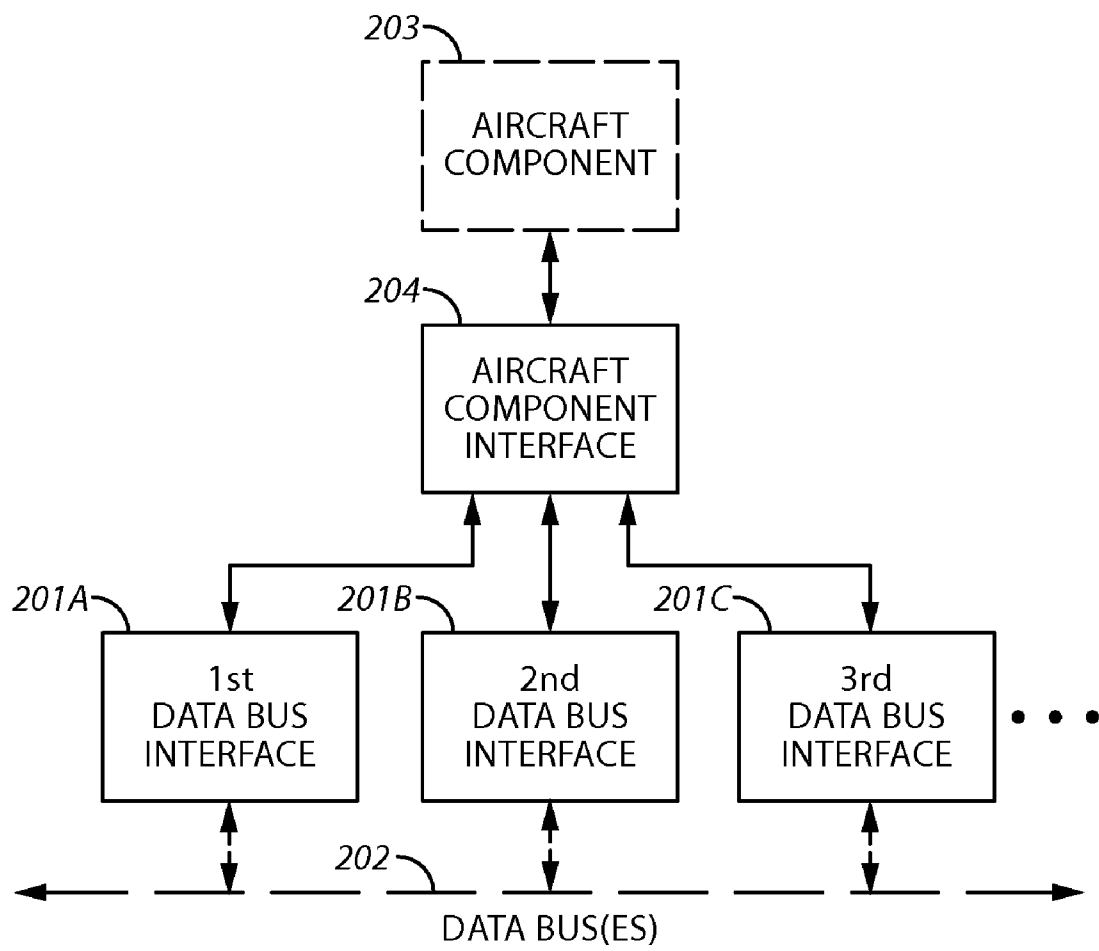 203
AIRCRAFT
COMPONENT
204
AIRCRAFT
COMPONENT
INTERFACE
201A
201B
201C
1st
DATA BUS
INTERFACE
2nd
DATA BUS
INTERFACE
3rd
DATA BUS
INTERFACE
• • •
202
DATA BUS(ES)